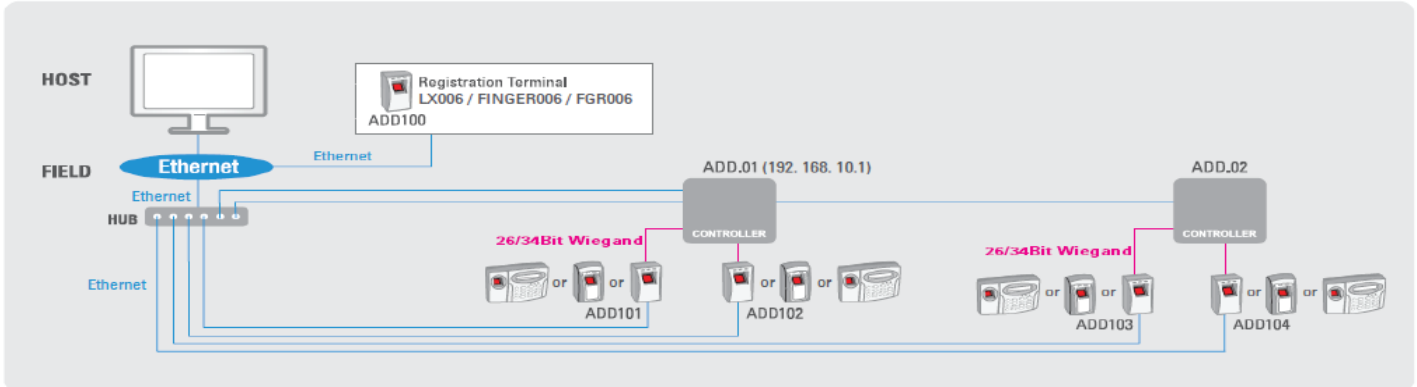 HOST
Registration Terminal
LX006 / FINGER006 / FGR006
ADD100
FIELD
Ethernet
Ethernet
ADD.01 (192. 168. 10.1)
ADD.02
Ethernet
HUB
CONTROLLER
CONTROLLER
26/34Bit Wiegand
26/34Bit Wiegand
Ethernet
or or
or or
or or
or or
ADD101
ADD102
ADD103
ADD104